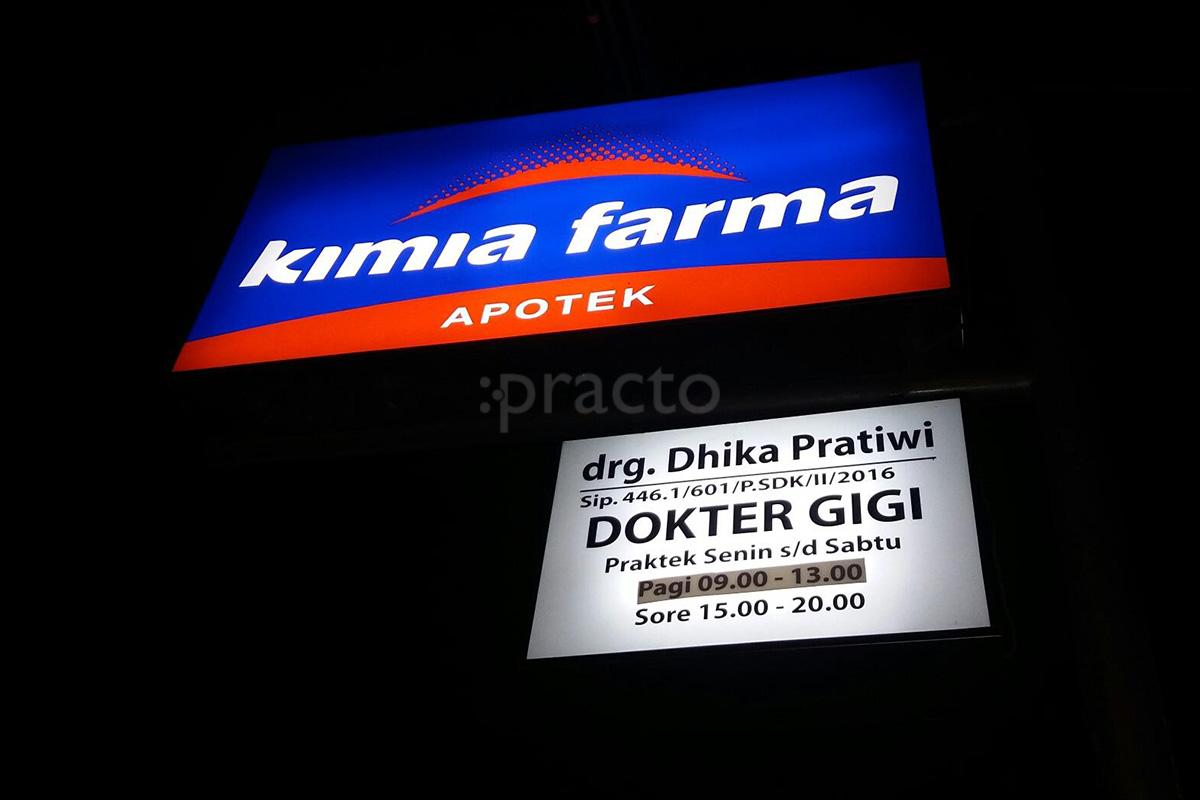 kimia farma
APOTEK
:practo
drg. Dhika Pratiwi
Sip. 446.1/601/P.SDK/II/2016
DOKTER GIGI
Praktek Senin s/d Sabtu
Pagi 09.00 - 13.00
Sore 15.00 - 20.00